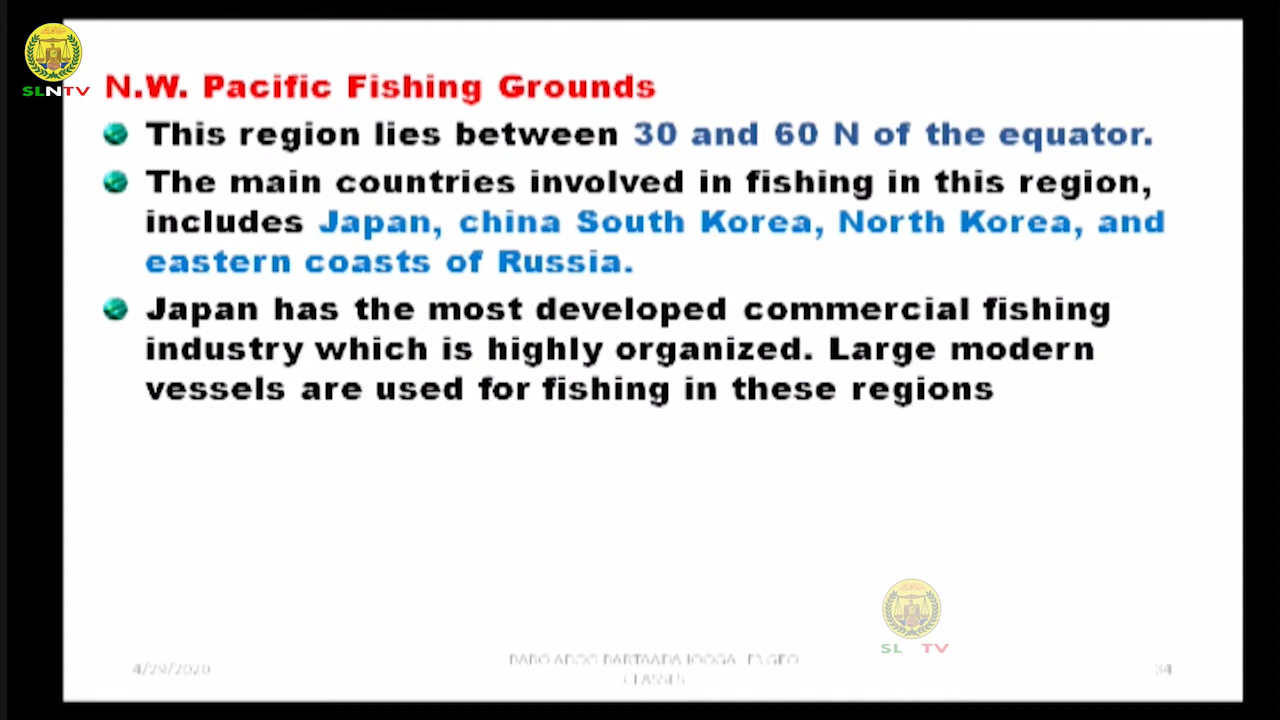 SLNTV
N.W. Pacific Fishing Grounds
This region lies between 30 and 60 N of the equator.
The main countries involved in fishing in this region,
includes Japan, china South Korea, North Korea, and
eastern coasts of Russia.
Japan has the most developed commercial fishing
industry which is highly organized. Large modern
vessels are used for fishing in these regions
SL TV
4/29/2020
CLASSES
34